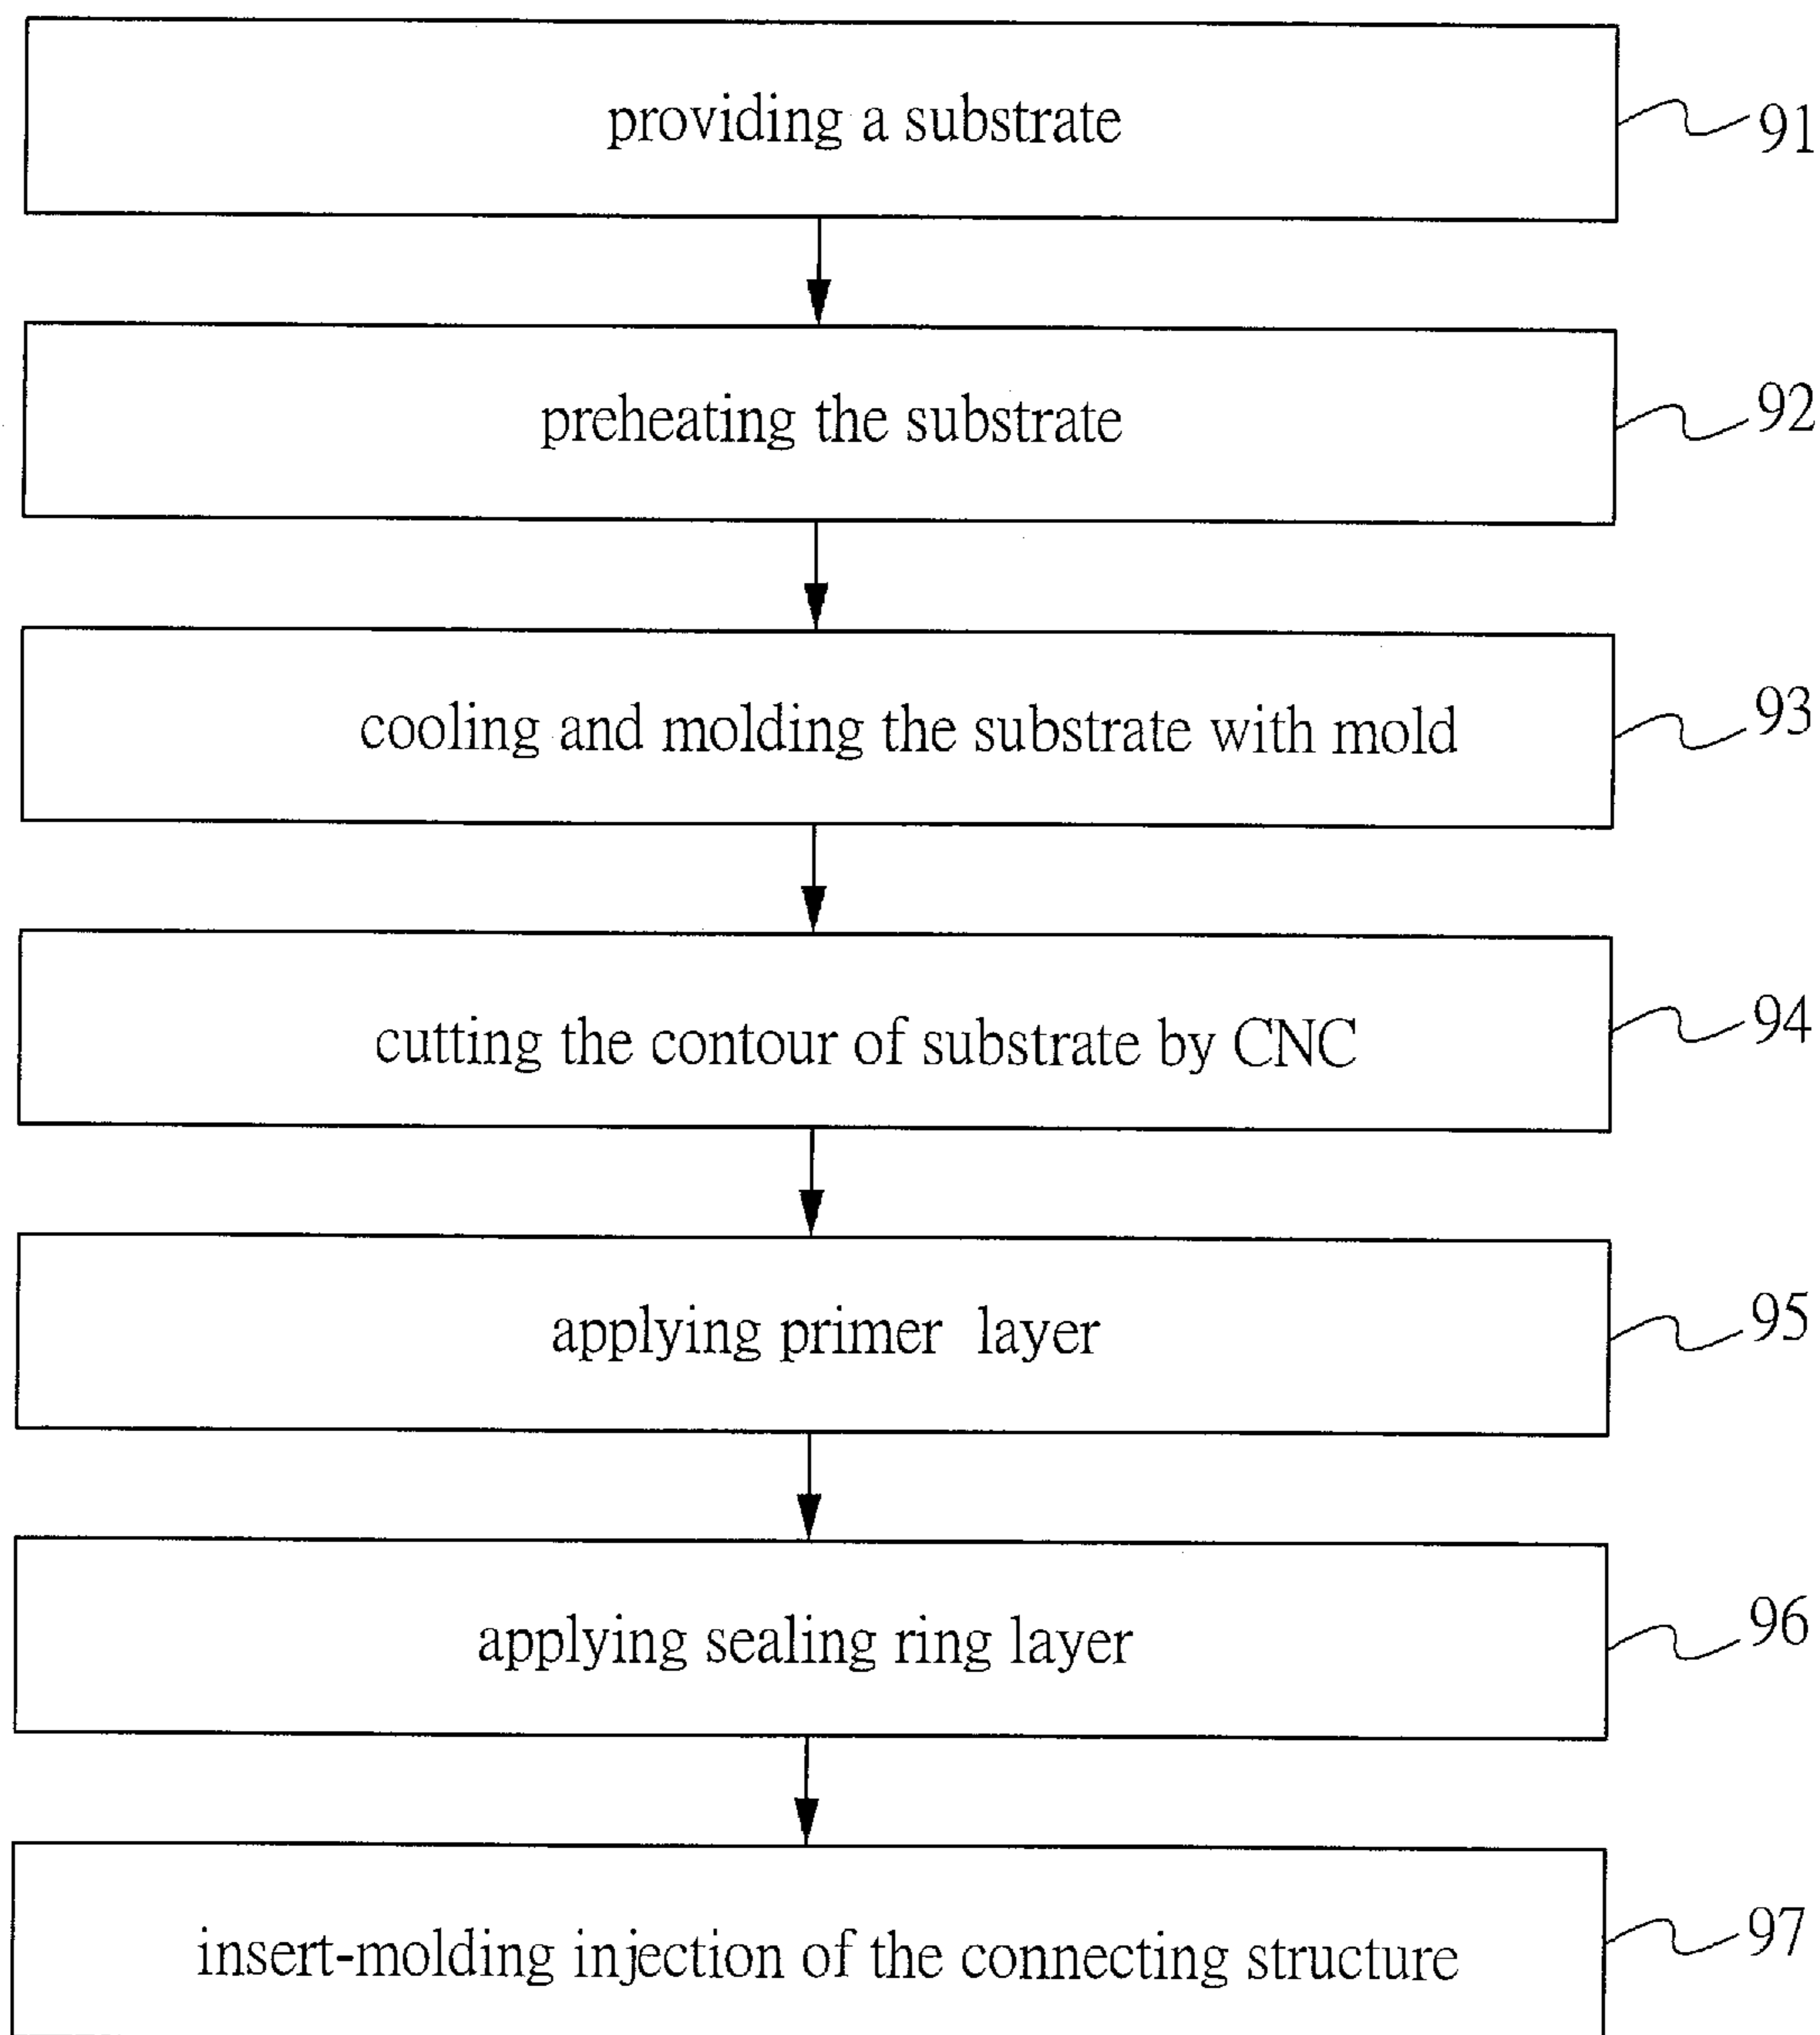 providing a substrate
91
preheating the substrate
92
cooling and molding the substrate with mold
93
cutting the contour of substrate by CNC
94
applying primer layer
95
applying sealing ring layer
96
insert-molding injection of the connecting structure
97